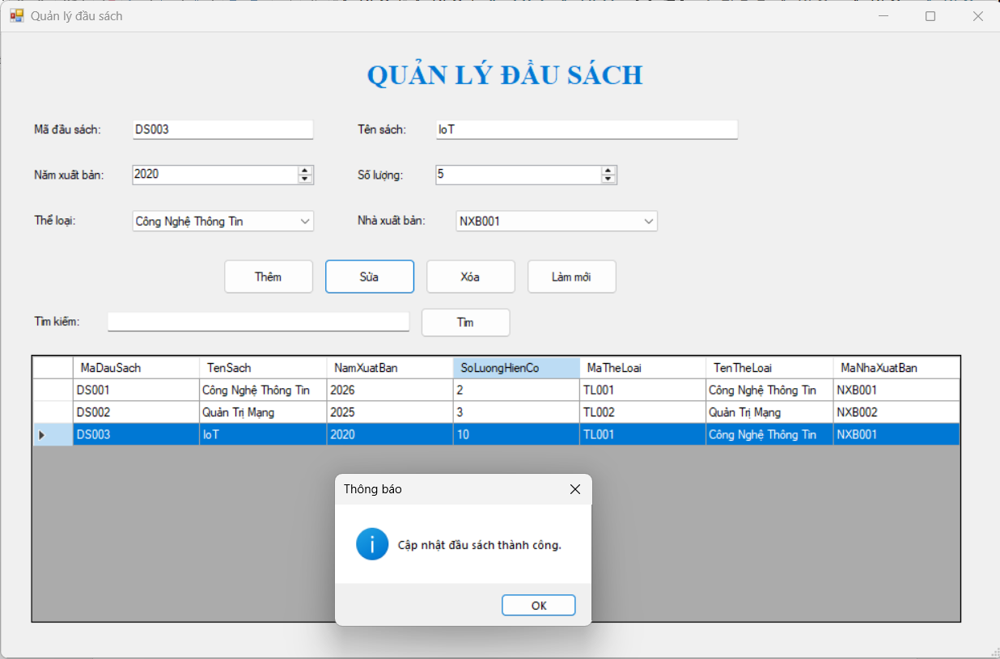 Quản lý đầu sách
QUẢN LÝ ĐẦU SÁCH
Mã đầu sách: DS003 Tên sách: IoT
Năm xuất bản: 2020 Số lượng: 5
Thể loại: Công Nghệ Thông Tin Nhà xuất bản: NXB001
Thêm Sửa Xóa Làm mới
Tìm kiếm: Tìm
MaDauSach TenSach NamXuatBan SoLuongHienCo MaTheLoai TenTheLoai MaNhaXuatBan
DS001 Công Nghệ Thông Tin 2026 2 TL001 Công Nghệ Thông Tin NXB001
DS002 Quản Trị Mạng 2025 3 TL002 Quản Trị Mạng NXB002
DS003 IoT 2020 10 TL001 Công Nghệ Thông Tin NXB001
Thông báo
Cập nhật đầu sách thành công.
OK